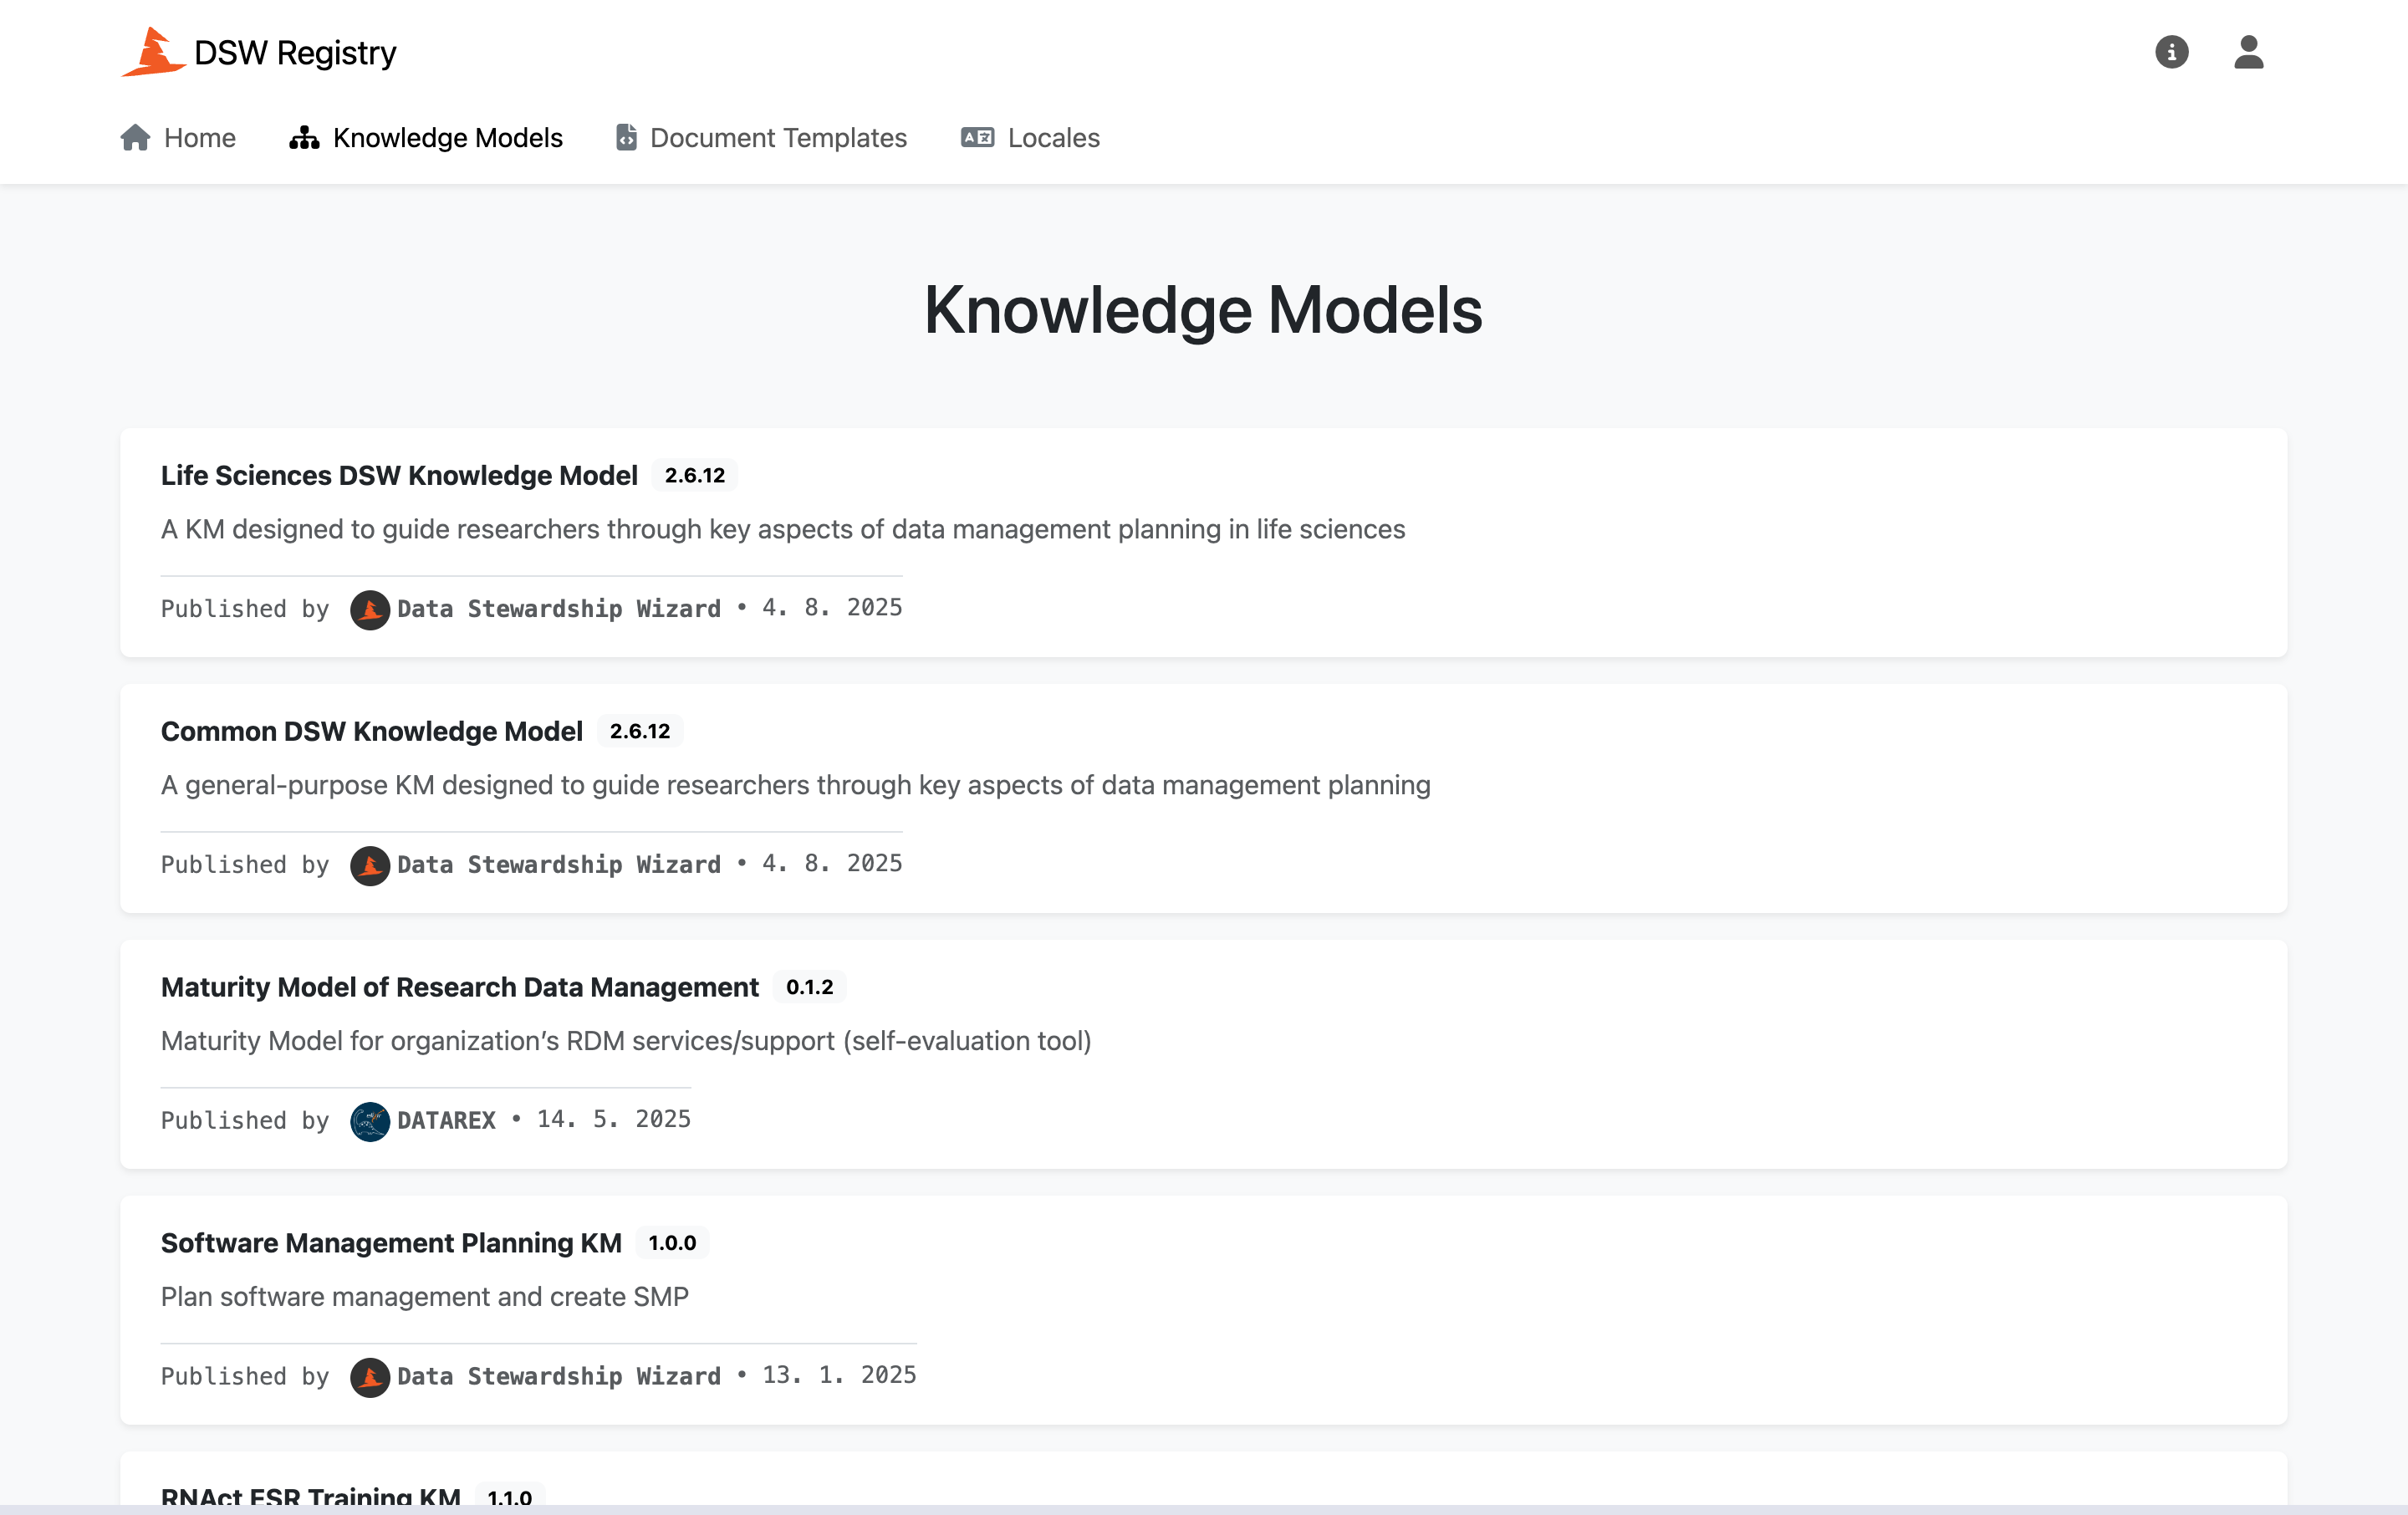 DSW Registry
Home Knowledge Models Document Templates Locales
Knowledge Models
Life Sciences DSW Knowledge Model 2.6.12
A KM designed to guide researchers through key aspects of data management planning in life sciences
Published by Data Stewardship Wizard • 4. 8. 2025
Common DSW Knowledge Model 2.6.12
A general-purpose KM designed to guide researchers through key aspects of data management planning
Published by Data Stewardship Wizard • 4. 8. 2025
Maturity Model of Research Data Management 0.1.2
Maturity Model for organization’s RDM services/support (self-evaluation tool)
Published by DATAREX • 14. 5. 2025
Software Management Planning KM 1.0.0
Plan software management and create SMP
Published by Data Stewardship Wizard • 13. 1. 2025
RNAct ESR Training KM 1.1.0